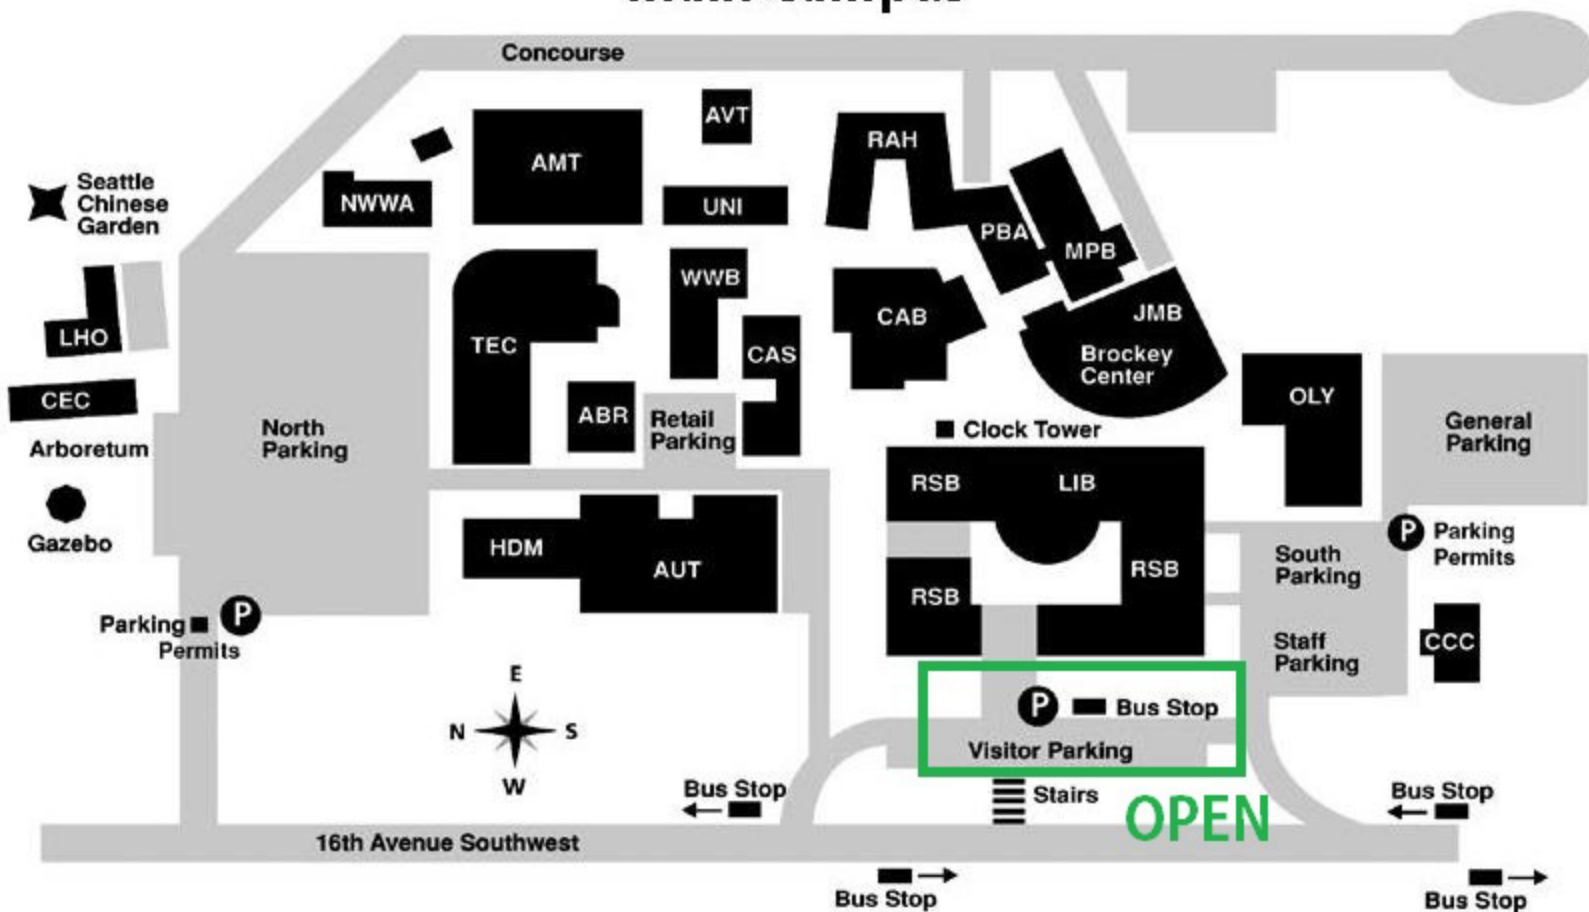 Concourse
AVT
AMT
RAH
Seattle
Chinese
Garden
NWWA
UNI
PBA
MPB
WWB
LHO
TEC
CAS
CAB
JMB
Brockey
Center
CEC
ABR
Retail
Parking
OLY
Arboretum
North
Parking
Clock Tower
General
Parking
RSB
LIB
Gazebo
HDM
AUT
RSB
RSB
South
Parking
P
Parking
Permits
Parking
Permits
P
Staff
Parking
CCC
E
N
S
W
P
Bus Stop
Visitor Parking
Bus Stop
Stairs
OPEN
Bus Stop
16th Avenue Southwest
Bus Stop
Bus Stop